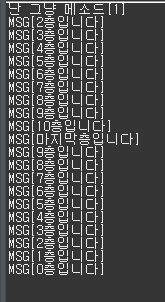 난 그냥 메소드[1]
MSG[2층입니다]
MSG[3층입니다]
MSG[4층입니다]
MSG[5층입니다]
MSG[6층입니다]
MSG[7층입니다]
MSG[8층입니다]
MSG[9층입니다]
MSG[10층입니다]
MSG[마지막층입니다]
MSG[9층입니다]
MSG[8층입니다]
MSG[7층입니다]
MSG[6층입니다]
MSG[5층입니다]
MSG[4층입니다]
MSG[3층입니다]
MSG[2층입니다]
MSG[1층입니다]
MSG[0층입니다]